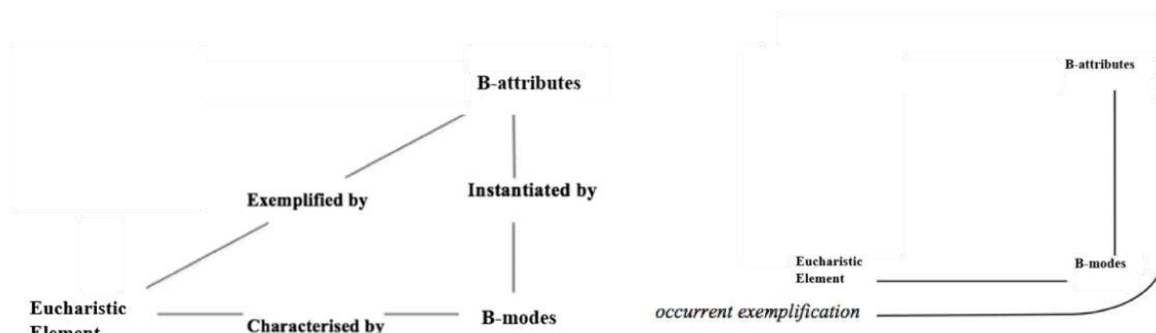 B-attributes
Exemplified by
Instantiated by
Eucharistic
Element
Characterised by
B-modes
B-attributes
Eucharistic
Element
B-modes
occurrent exemplification